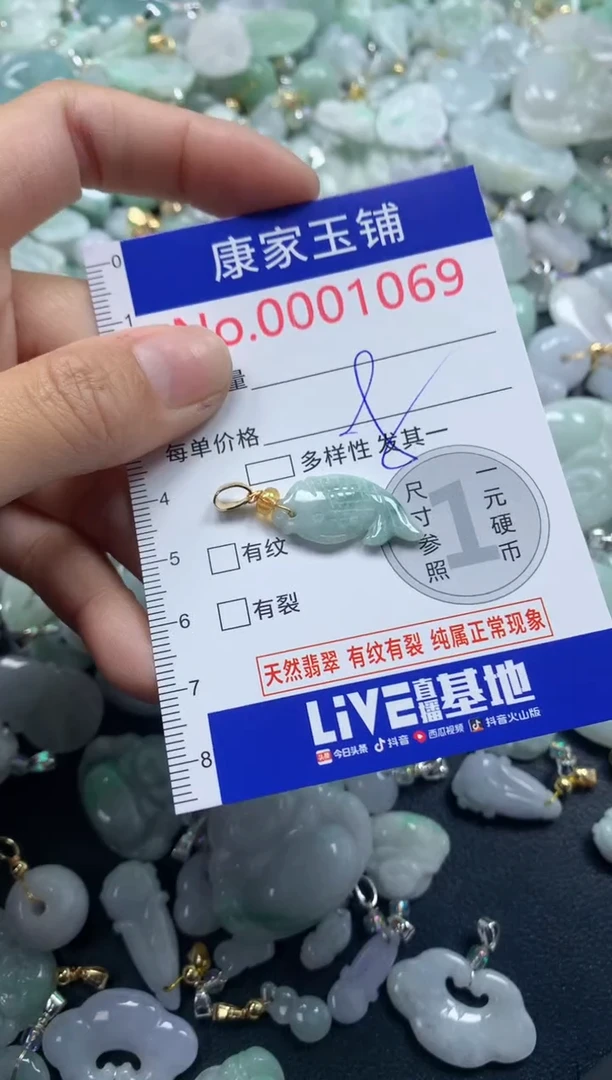 康家玉铺
No.0001069
量
每单价格
多样性 发其一
有纹
有裂
尺寸参照
1
一元硬币
天然翡翠 有纹有裂 纯属正常现象
LiVE直播基地
今日头条 抖音 西瓜视频 抖音火山版
0
1
4
5
6
7
8